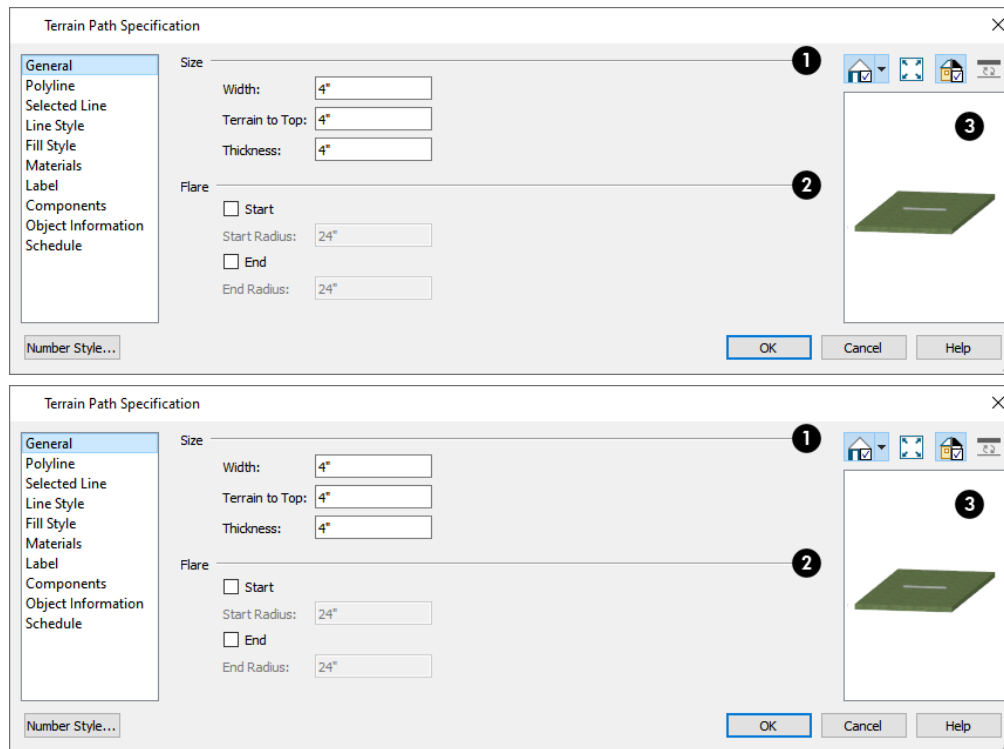 Terrain Path Specification
General
Polyline
Selected Line
Line Style
Fill Style
Materials
Label
Components
Object Information
Schedule
Size
1
Width: 4"
Terrain to Top: 4"
Thickness: 4"
Flare
2
Start
Start Radius: 24"
End
End Radius: 24"
3
Number Style...
OK
Cancel
Help
Terrain Path Specification
General
Polyline
Selected Line
Line Style
Fill Style
Materials
Label
Components
Object Information
Schedule
Size
1
Width: 4"
Terrain to Top: 4"
Thickness: 4"
Flare
2
Start
Start Radius: 24"
End
End Radius: 24"
3
Number Style...
OK
Cancel
Help